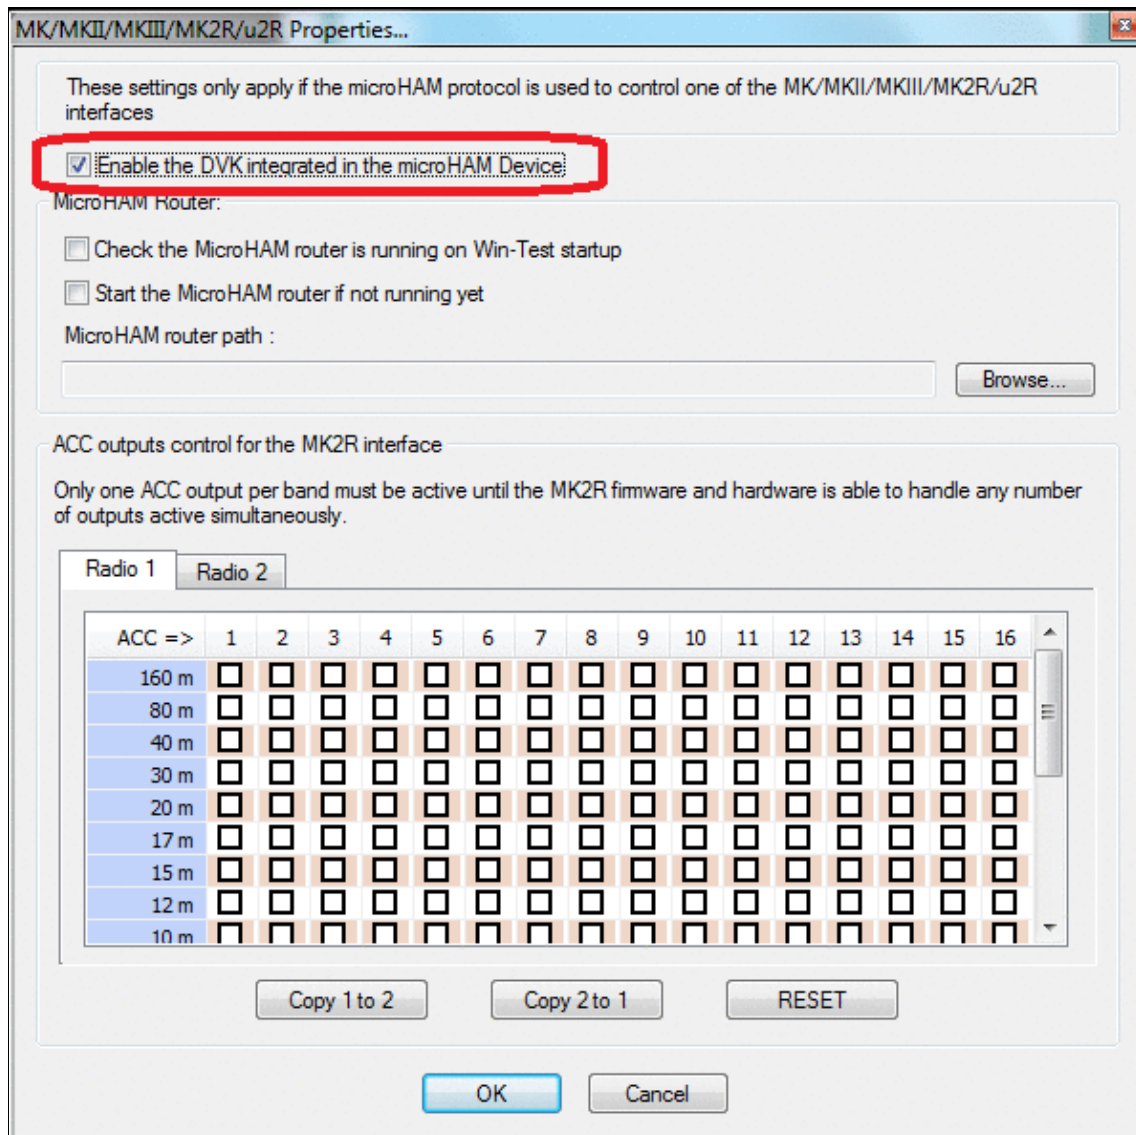 MK/MKII/MKIII/MK2R/u2R Properties...
These settings only apply if the microHAM protocol is used to control one of the MK/MKII/MKIII/MK2R/u2R
interfaces
Enable the DVK integrated in the microHAM Device
MicroHAM Router:
Check the MicroHAM router is running on Win-Test startup
Start the MicroHAM router if not running yet
MicroHAM router path :
Browse...
ACC outputs control for the MK2R interface
Only one ACC output per band must be active until the MK2R firmware and hardware is able to handle any number
of outputs active simultaneously.
Radio 1 Radio 2
ACC => 1 2 3 4 5 6 7 8 9 10 11 12 13 14 15 16
160 m
80 m
40 m
30 m
20 m
17 m
15 m
12 m
10 m
Copy 1 to 2 Copy 2 to 1 RESET
OK Cancel